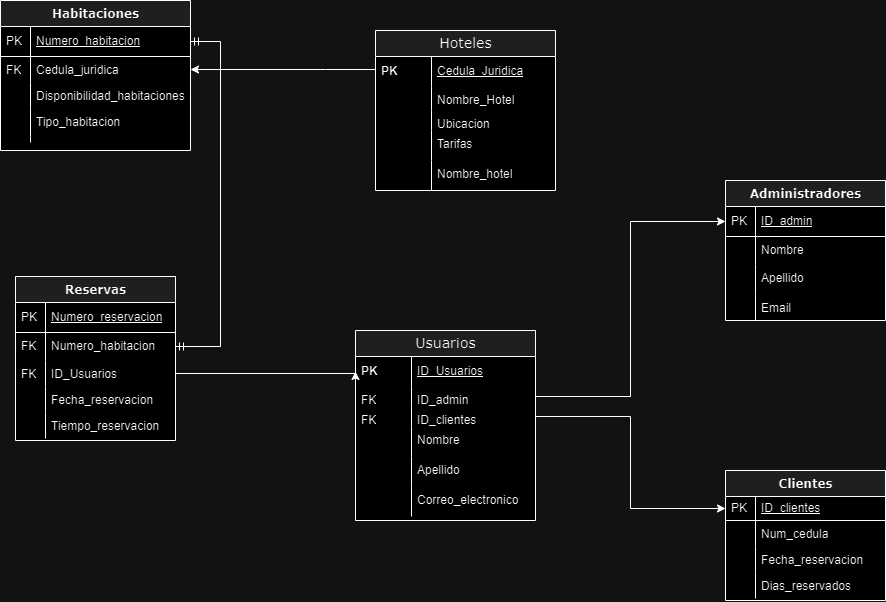 Habitaciones
PK Numero_habitacion
FK Cedula_juridica
Disponibilidad_habitaciones
Tipo_habitacion
Hoteles
PK Cedula_Juridica
Nombre_Hotel
Ubicacion
Tarifas
Nombre_hotel
Administradores
PK ID_admin
Nombre
Apellido
Email
Reservas
PK Numero_reservacion
FK Numero_habitacion
FK ID_Usuarios
Fecha_reservacion
Tiempo_reservacion
Usuarios
PK ID_Usuarios
FK ID_admin
FK ID_clientes
Nombre
Apellido
Correo_electronico
Clientes
PK ID_clientes
Num_cedula
Fecha_reservacion
Dias_reservados